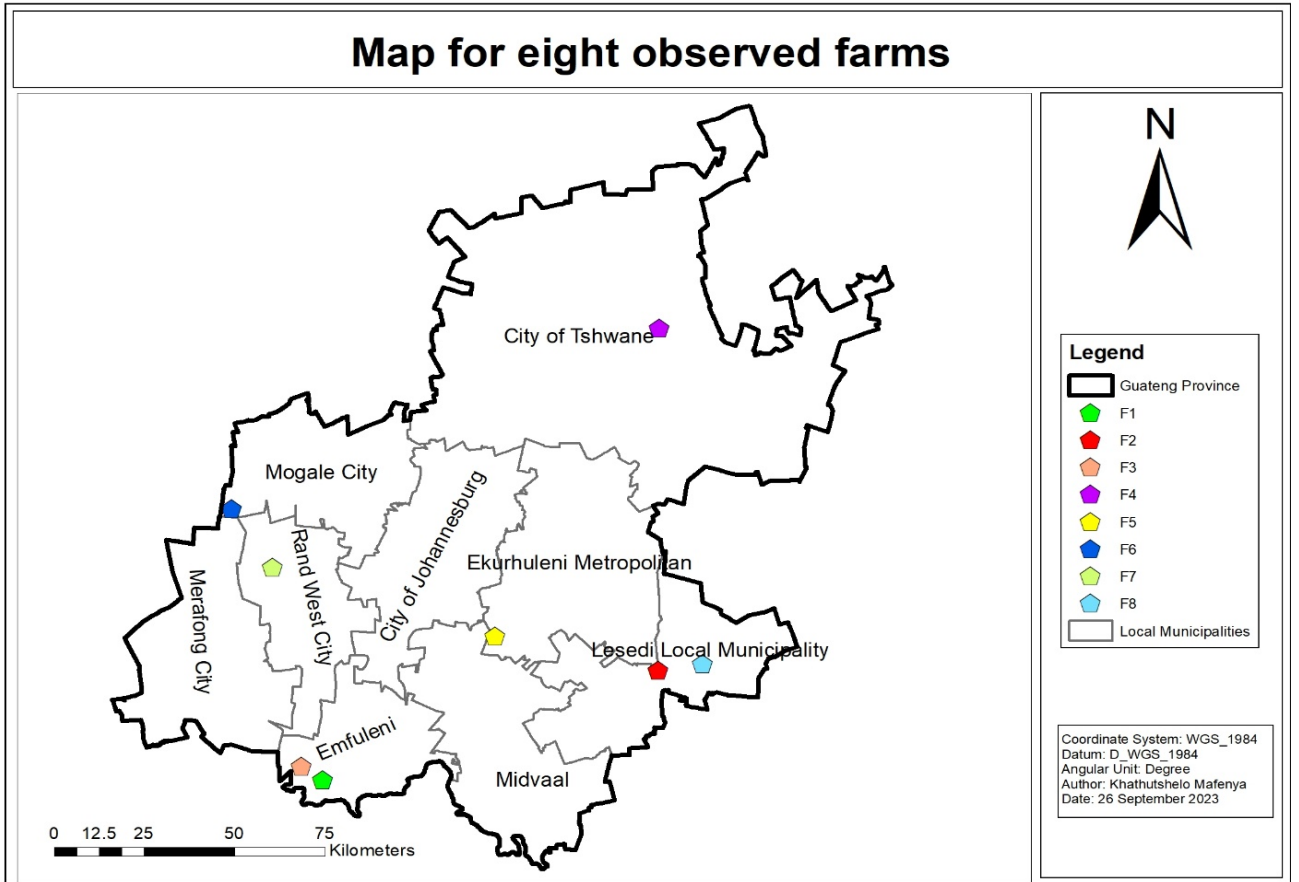 Map for eight observed farms
N
City of Tshwane
Mogale City
City of Johannesburg
Ekurhuleni Metropolitan
Rand West City
Merafong City
Lesedi Local Municipality
Emfuleni
Midvaal
0 12.5 25 50 75
Kilometers
Legend
Guateng Province
F1
F2
F3
F4
F5
F6
F7
F8
Local Municipalities
Coordinate System: WGS_1984
Datum: D_WGS_1984
Angular Unit: Degree
Author: Khathutshelo Mafenya
Date: 26 September 2023